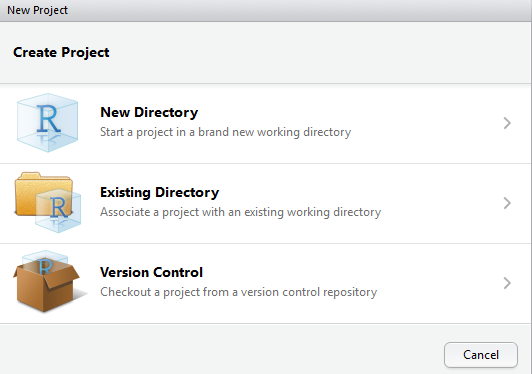 New Project
Create Project
R
New Directory
Start a project in a brand new working directory
R
Existing Directory
Associate a project with an existing working directory
R
Version Control
Checkout a project from a version control repository
Cancel